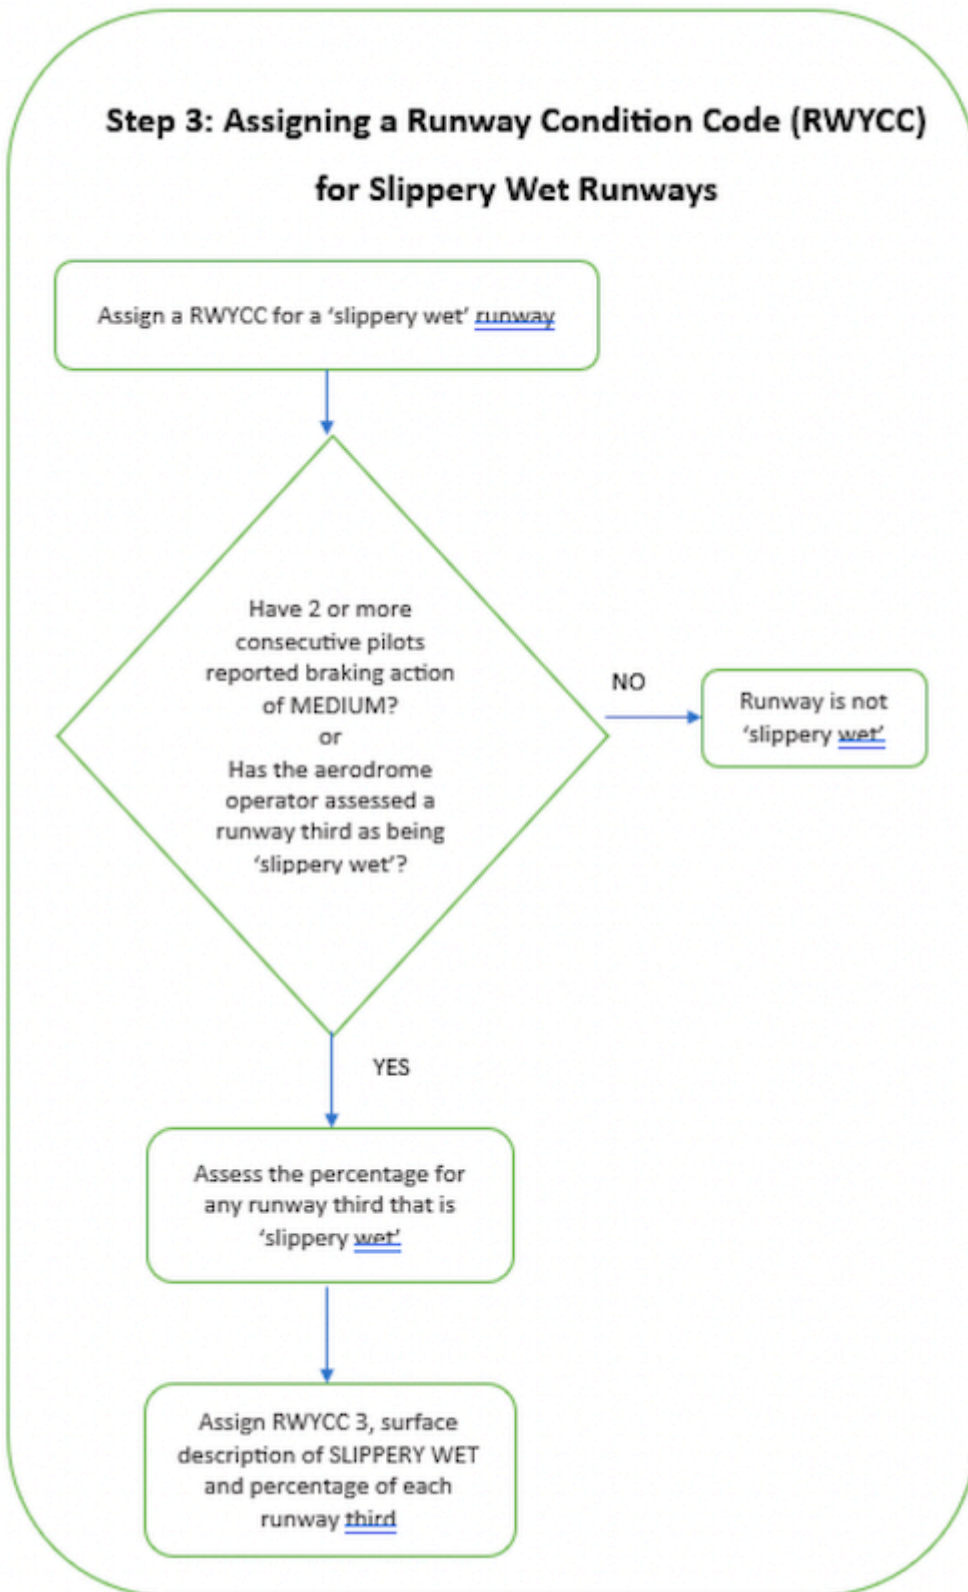 Step 3: Assigning a Runway Condition Code (RWYCC)
for Slippery Wet Runways
Assign a RWYCC for a ‘slippery wet’ runway
Have 2 or more
consecutive pilots
reported braking action
of MEDIUM?
or
Has the aerodrome
operator assessed a
runway third as being
‘slippery wet’?
NO
Runway is not
‘slippery wet’
YES
Assess the percentage for
any runway third that is
‘slippery wet’
Assign RWYCC 3, surface
description of SLIPPERY WET
and percentage of each
runway third